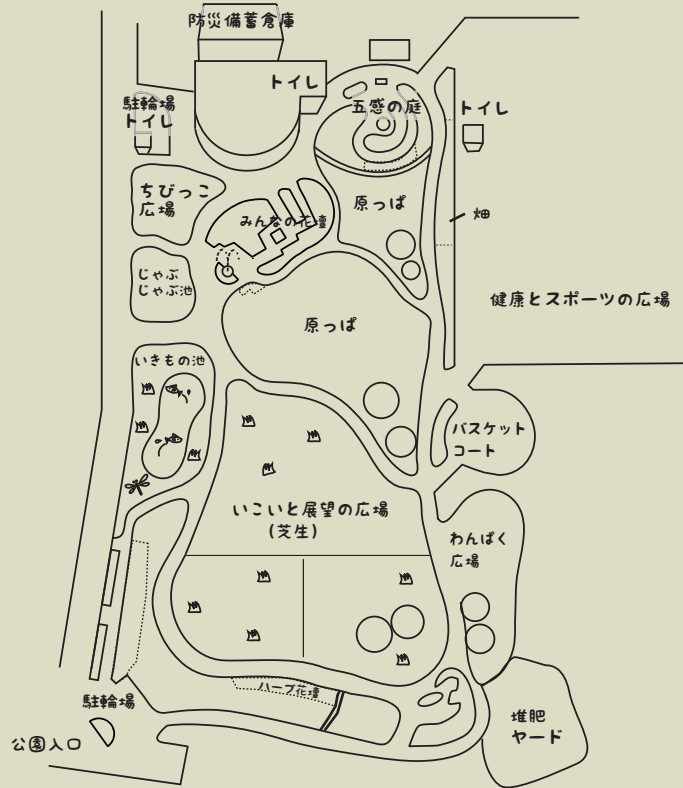 防災備蓄倉庫
トイレ
駐輪場
トイレ
五感の庭
トイレ
ちびっこ
広場
原っぱ
畑
みんなの花壇
じゃぶ
じゃぶ池
健康とスポーツの広場
原っぱ
いきもの池
バスケット
コート
いこいと展望の広場
(芝生)
わんぱく
広場
ハーブ花壇
駐輪場
堆肥
ヤード
公園入口